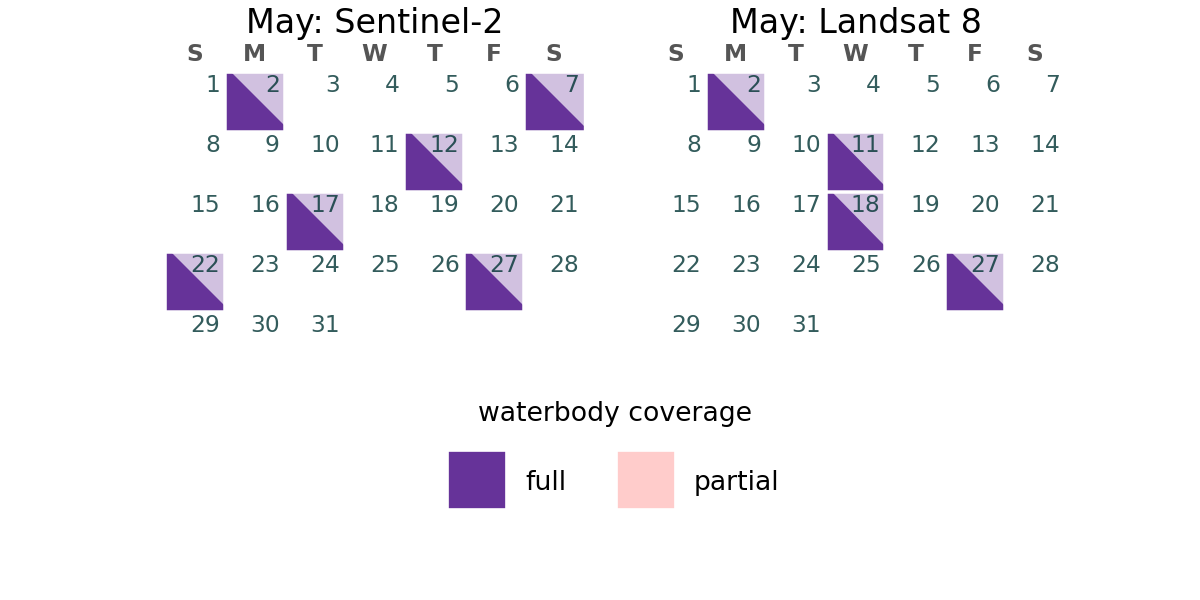 May: Sentinel-2
S M T W T F S
1 2 3 4 5 6 7
8 9 10 11 12 13 14
15 16 17 18 19 20 21
22 23 24 25 26 27 28
29 30 31
May: Landsat 8
S M T W T F S
1 2 3 4 5 6 7
8 9 10 11 12 13 14
15 16 17 18 19 20 21
22 23 24 25 26 27 28
29 30 31
waterbody coverage
full partial